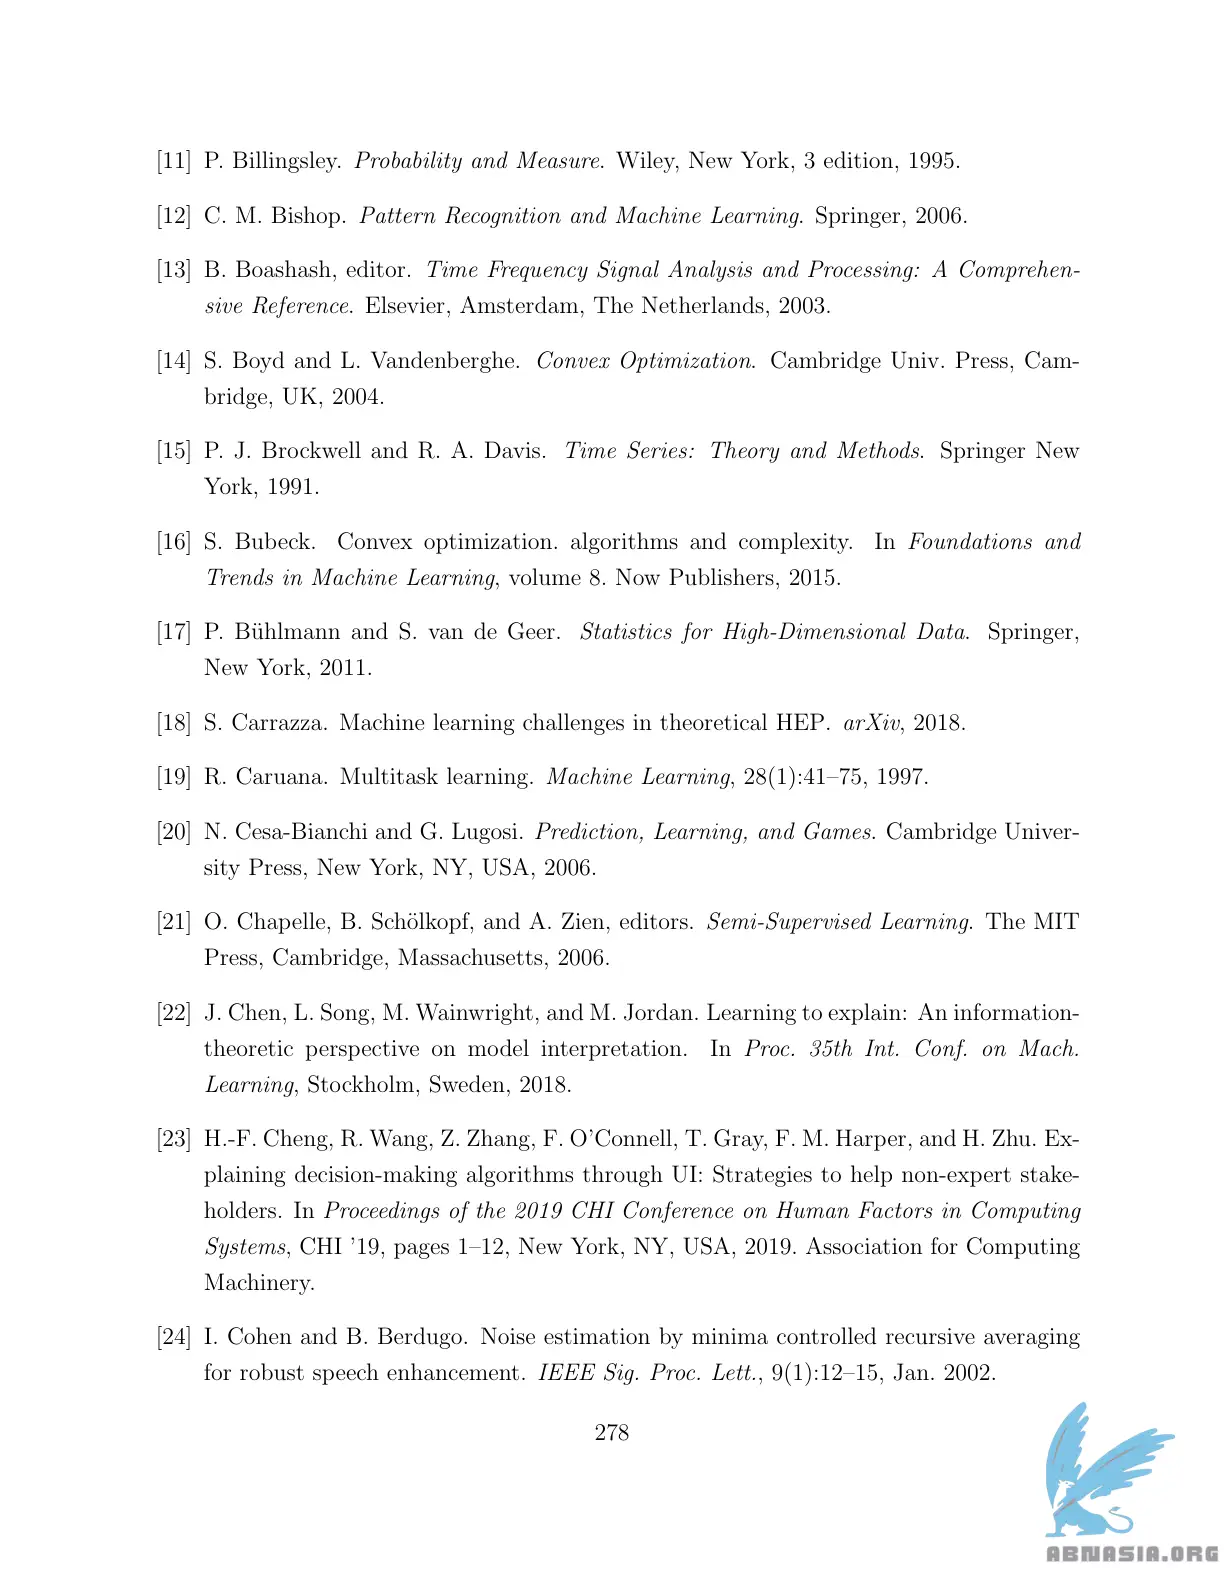 [11] P. Billingsley. Probability and Measure. Wiley, New York, 3 edition, 1995.
[12] C. M. Bishop. Pattern Recognition and Machine Learning. Springer, 2006.
[13] B. Boashash, editor. Time Frequency Signal Analysis and Processing: A Comprehen-
sive Reference. Elsevier, Amsterdam, The Netherlands, 2003.
[14] S. Boyd and L. Vandenberghe. Convex Optimization. Cambridge Univ. Press, Cam-
bridge, UK, 2004.
[15] P. J. Brockwell and R. A. Davis. Time Series: Theory and Methods. Springer New
York, 1991.
[16] S. Bubeck. Convex optimization. algorithms and complexity. In Foundations and
Trends in Machine Learning, volume 8. Now Publishers, 2015.
[17] P. Bühlmann and S. van de Geer. Statistics for High-Dimensional Data. Springer,
New York, 2011.
[18] S. Carrazza. Machine learning challenges in theoretical HEP. arXiv, 2018.
[19] R. Caruana. Multitask learning. Machine Learning, 28(1):41–75, 1997.
[20] N. Cesa-Bianchi and G. Lugosi. Prediction, Learning, and Games. Cambridge Univer-
sity Press, New York, NY, USA, 2006.
[21] O. Chapelle, B. Schölkopf, and A. Zien, editors. Semi-Supervised Learning. The MIT
Press, Cambridge, Massachusetts, 2006.
[22] J. Chen, L. Song, M. Wainwright, and M. Jordan. Learning to explain: An information-
theoretic perspective on model interpretation. In Proc. 35th Int. Conf. on Mach.
Learning, Stockholm, Sweden, 2018.
[23] H.-F. Cheng, R. Wang, Z. Zhang, F. O'Connell, T. Gray, F. M. Harper, and H. Zhu. Ex-
plaining decision-making algorithms through UI: Strategies to help non-expert stake-
holders. In Proceedings of the 2019 CHI Conference on Human Factors in Computing
Systems, CHI '19, pages 1–12, New York, NY, USA, 2019. Association for Computing
Machinery.
[24] I. Cohen and B. Berdugo. Noise estimation by minima controlled recursive averaging
for robust speech enhancement. IEEE Sig. Proc. Lett., 9(1):12–15, Jan. 2002.
278
ABNASIA.ORG